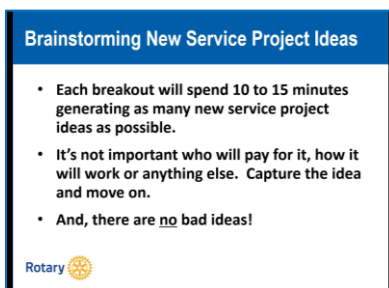 Brainstorming New Service Project Ideas
• Each breakout will spend 10 to 15 minutes
generating as many new service project
ideas as possible.
• It’s not important who will pay for it, how it
will work or anything else.  Capture the idea
and move on.
• And, there are no bad ideas!
Rotary